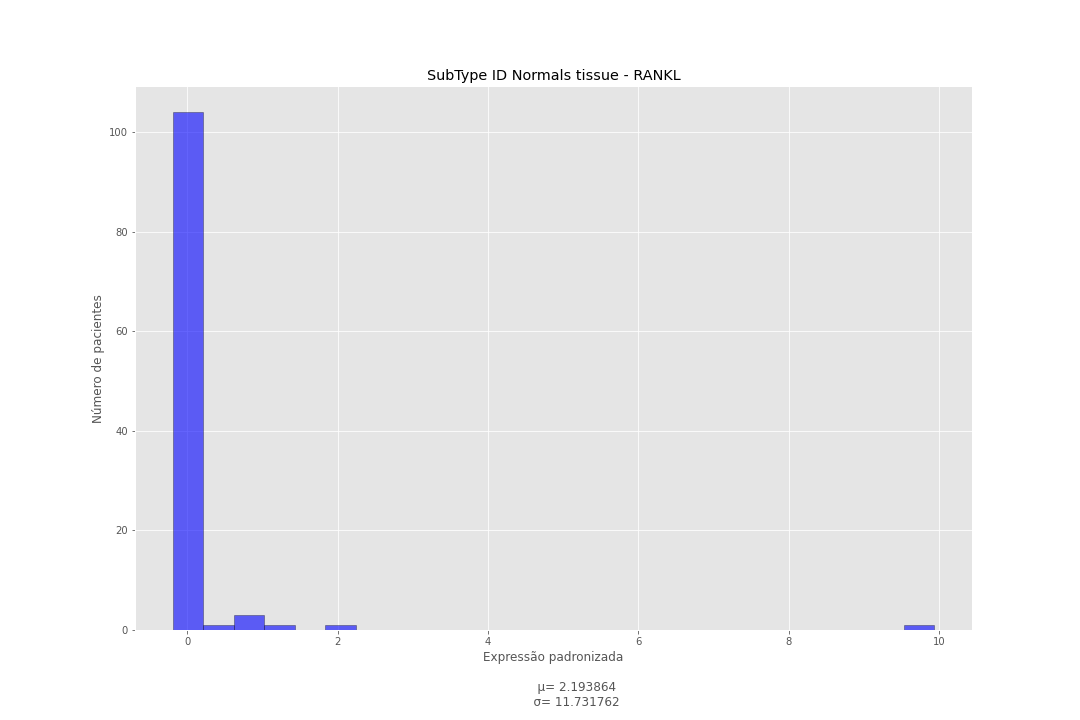 SubType ID Normals tissue - RANKL
Número de pacientes
100
80
60
40
20
0
0 2 4 6 8 10
Expressão padronizada
μ= 2.193864
σ= 11.731762